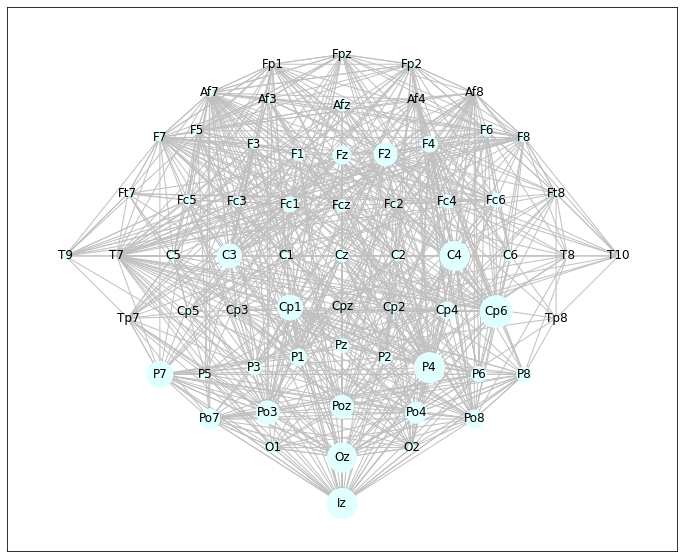 Fpz
Fp1 Fp2
Af7 Af3 Afz Af4 Af8
F7 F5 F3 F1 Fz F2 F4 F6 F8
Ft7 Fc5 Fc3 Fc1 Fcz Fc2 Fc4 Fc6 Ft8
T9 T7 C5 C3 C1 Cz C2 C4 C6 T8 T10
Tp7 Cp5 Cp3 Cp1 Cpz Cp2 Cp4 Cp6 Tp8
P7 P5 P3 P1 Pz P2 P4 P6 P8
Po7 Po3 Poz Po4 Po8
O1 Oz O2
Iz